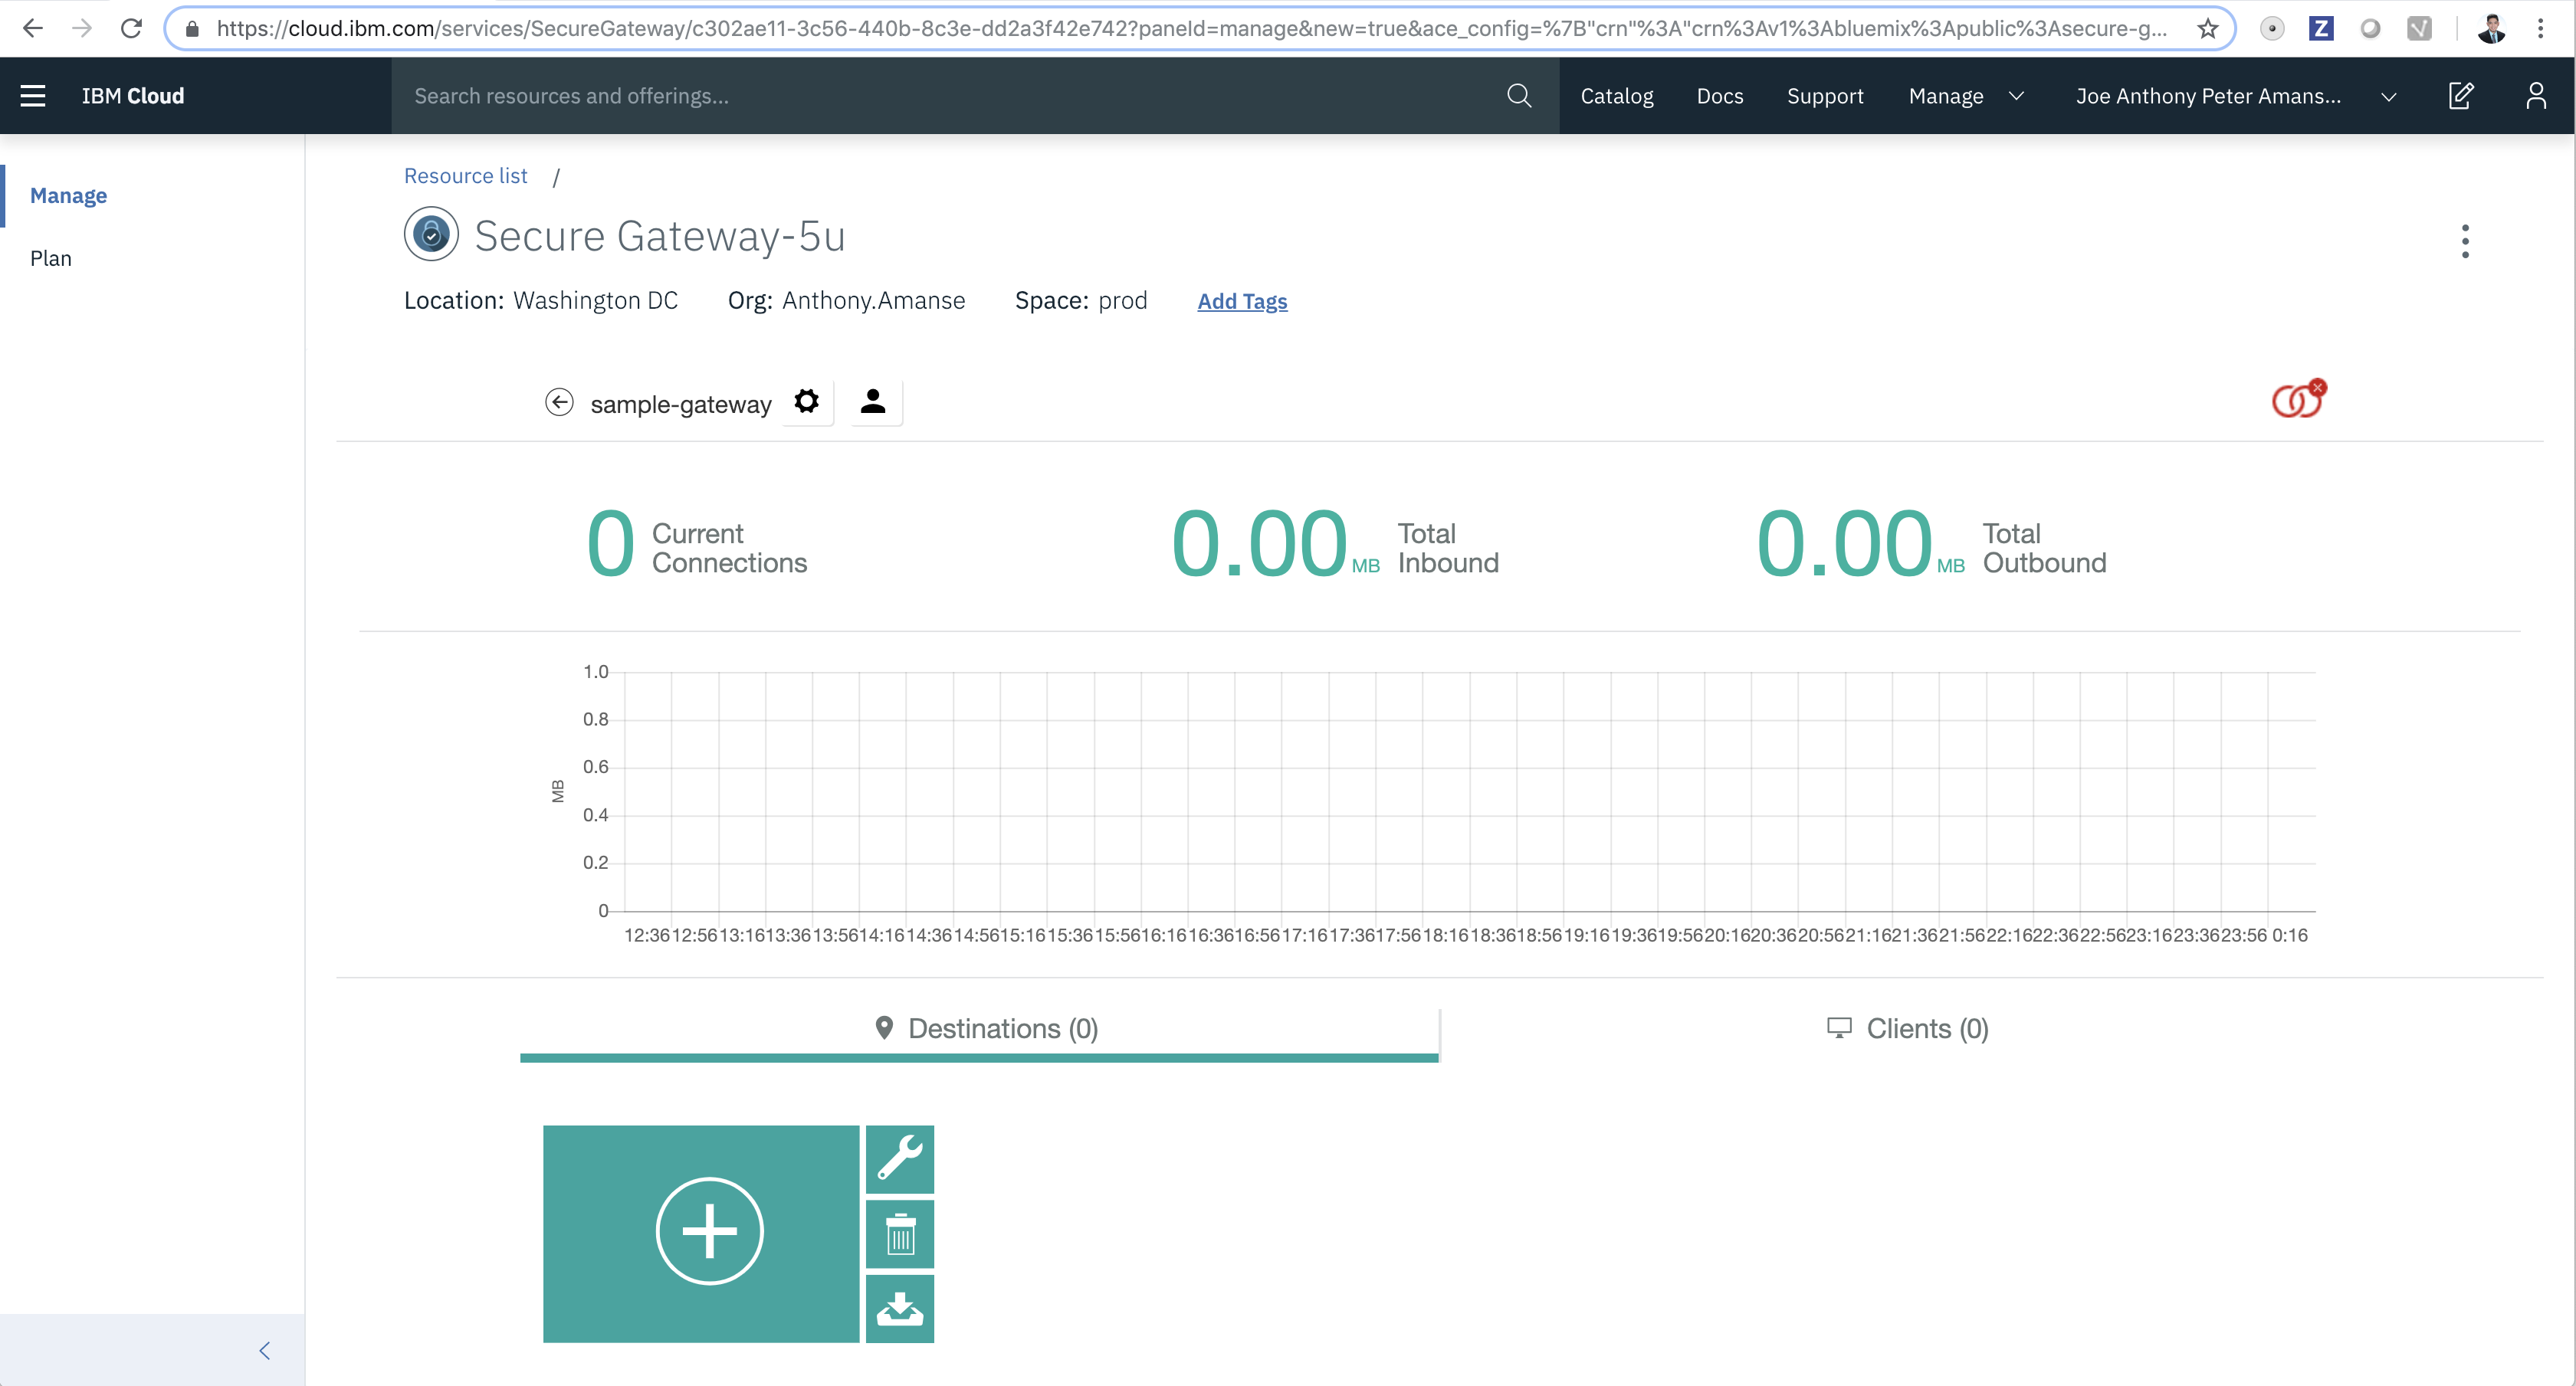 https://cloud.ibm.com/services/SecureGateway/c302ae11-3c56-440b-8c3e-dd2a3f42e742?paneId=manage&new=true&ace_config=%7B"crn"%3A"crn%3Av1%3Abluemix%3Apublic%3Asecure-g...
Z
IBM Cloud
Search resources and offerings...
Catalog
Docs
Support
Manage
Joe Anthony Peter Amans...
Manage
Plan
Resource list /
Secure Gateway-5u
Location: Washington DC Org: Anthony.Amanse Space: prod Add Tags
sample-gateway
0 Current Connections
0.00 MB Total Inbound
0.00 MB Total Outbound
1.0
0.8
0.6
0.4
0.2
0
MB
12:36 12:56 13:16 13:36 13:56 14:16 14:36 14:56 15:16 15:36 15:56 16:16 16:36 16:56 17:16 17:36 17:56 18:16 18:36 18:56 19:16 19:36 19:56 20:16 20:36 20:56 21:16 21:36 21:56 22:16 22:36 22:56 23:16 23:36 23:56 0:16
Destinations (0)
Clients (0)